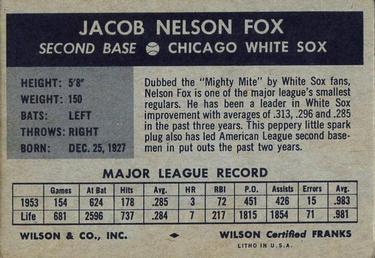 JACOB NELSON FOX
SECOND BASE CHICAGO WHITE SOX
HEIGHT: 5'8"
WEIGHT: 150
BATS: LEFT
THROWS: RIGHT
BORN: DEC. 25, 1927
Dubbed the "Mighty Mite" by White Sox fans,
Nelson Fox is one of the major league's smallest
regulars. He has been a leader in White Sox
improvement with averages of .313, .296 and .285
in the past three years. This peppery little spark
plug also has led American League second base-
men in put outs the past two years.
MAJOR LEAGUE RECORD
Games At Bat Hits Avg. HR RBI P.O. Assists Errors Avg.
1953 154 624 178 .285 3 72 451 426 15 .983
Life 681 2596 737 .284 7 217 1815 1854 71 .981
WILSON & CO., INC. WILSON Certified FRANKS
LITHO IN U.S.A.